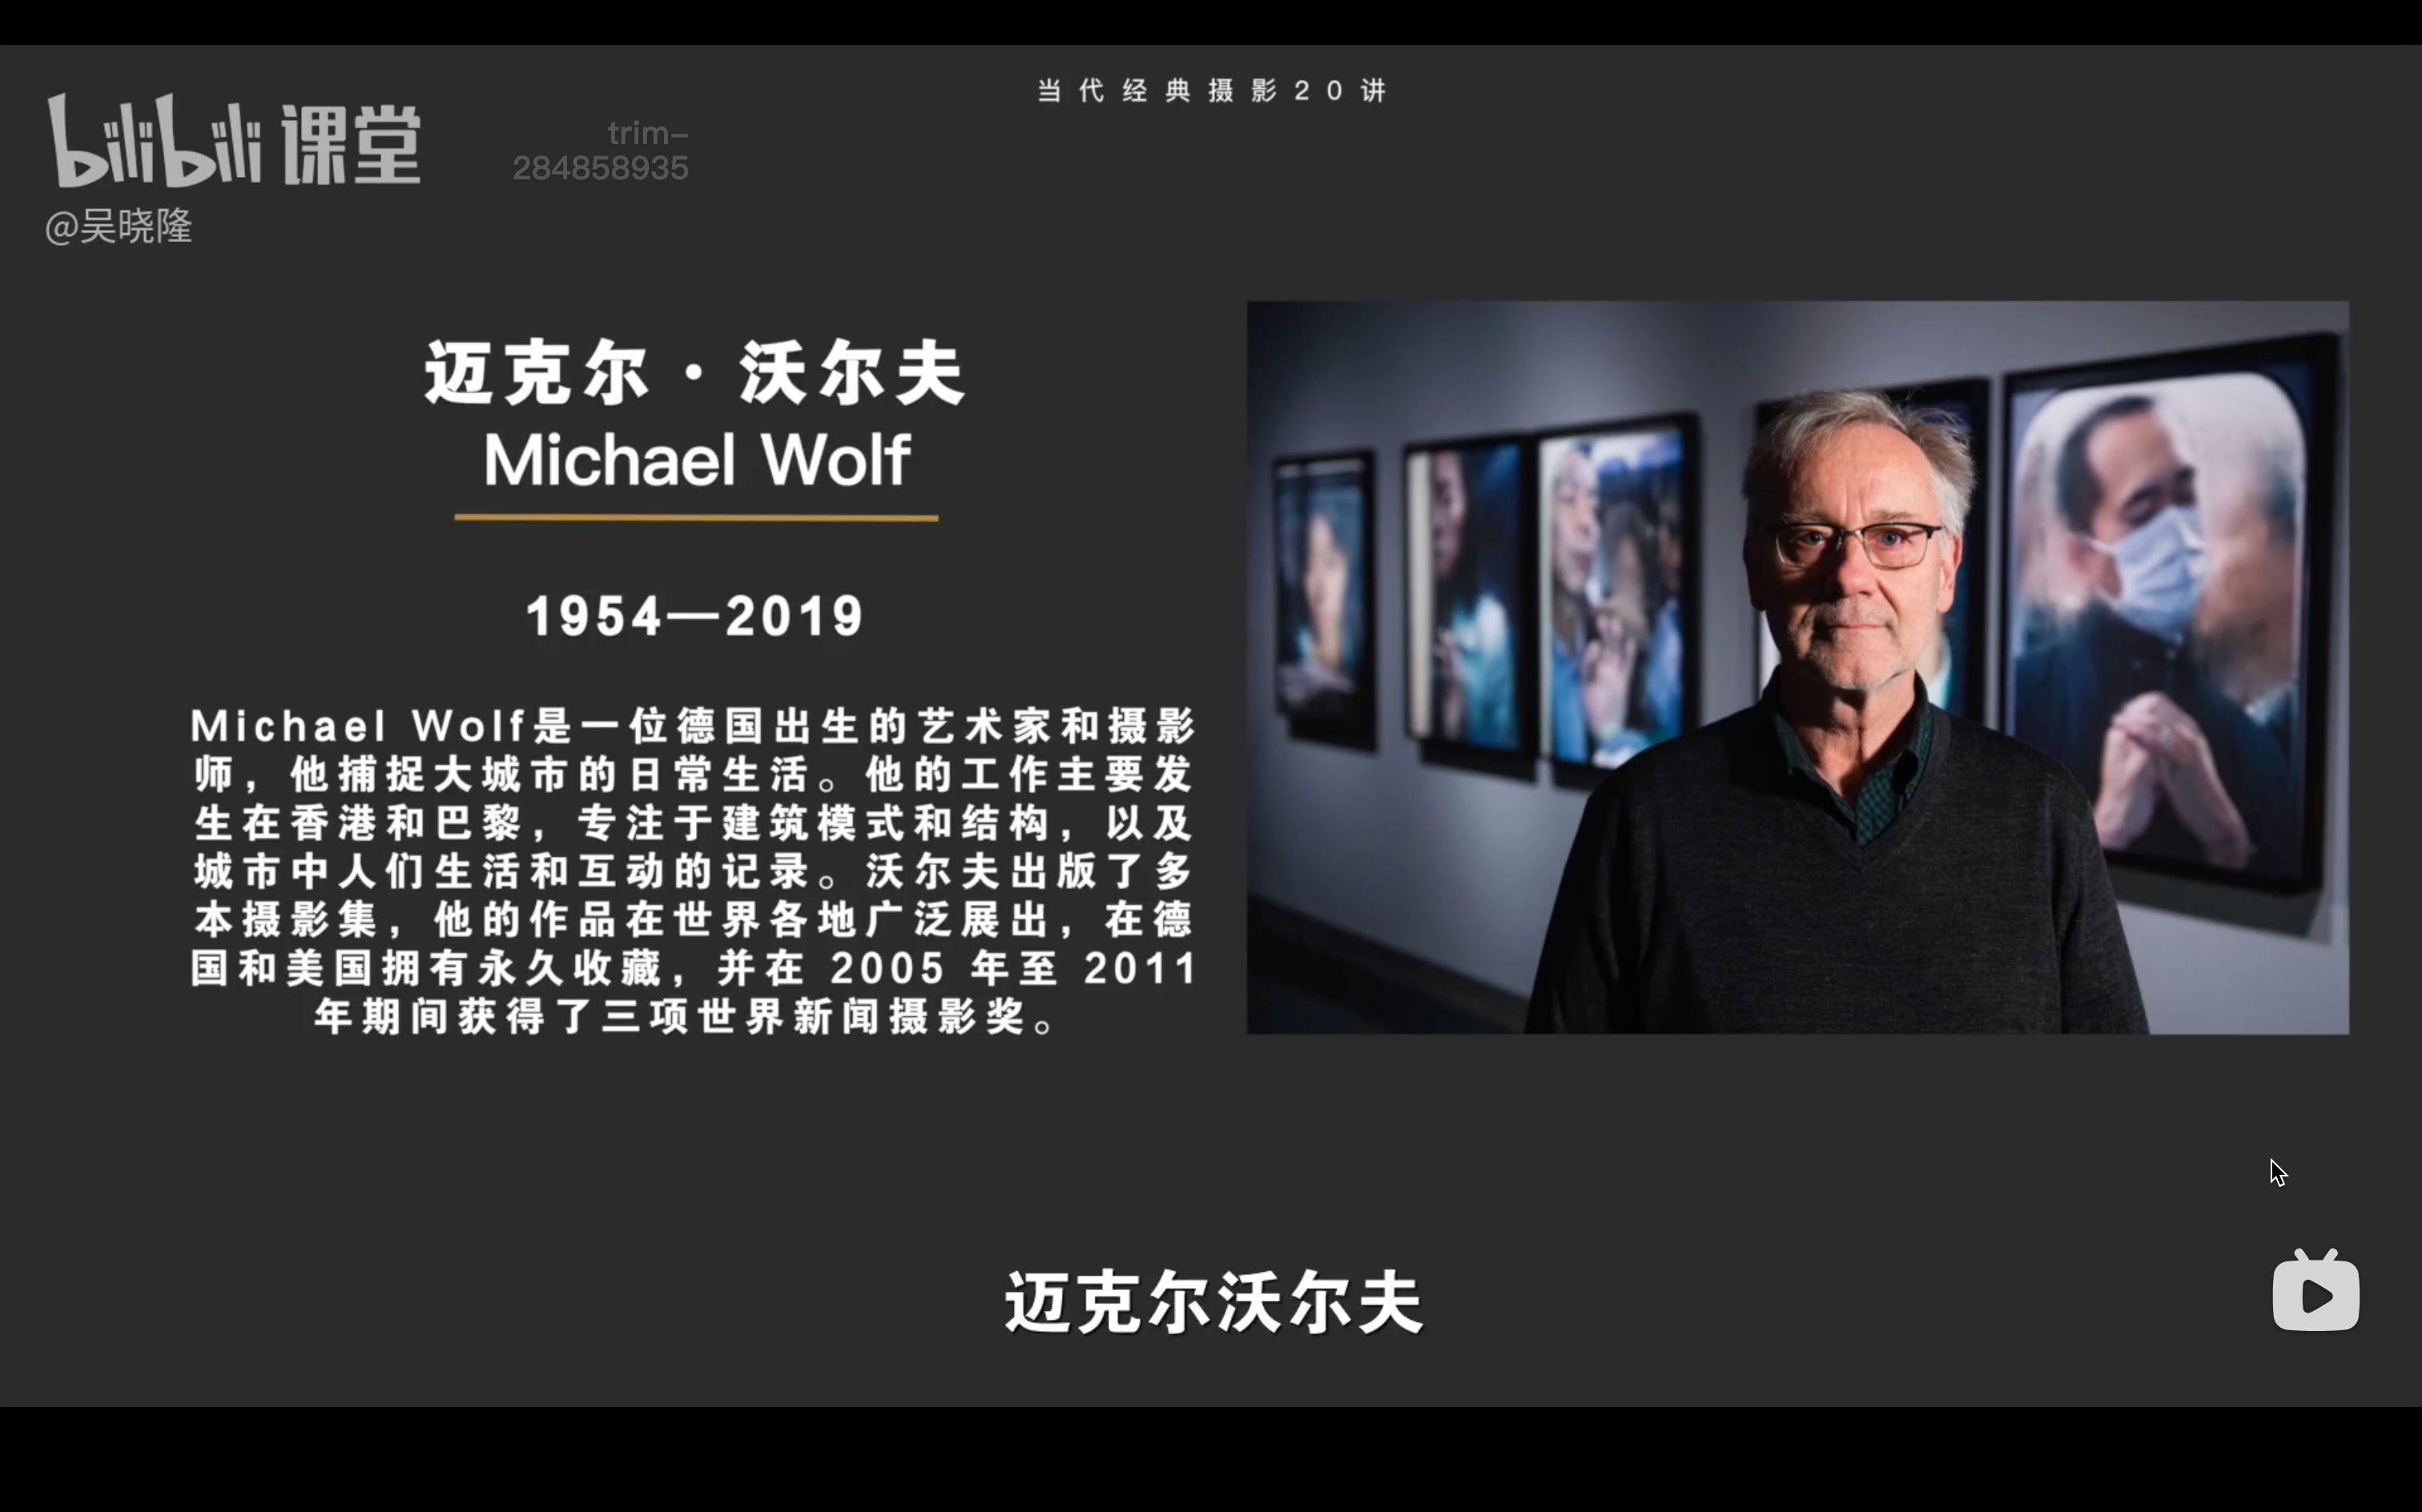 当代经典摄影20讲
bilibili 课堂
trim-
284858935
@吴晓隆
迈克尔·沃尔夫
Michael Wolf
1954—2019
Michael Wolf是一位德国出生的艺术家和摄影
师，他捕捉大城市的日常生活。他的工作主要发
生在香港和巴黎，专注于建筑模式和结构，以及
城市中人们生活和互动的记录。沃尔夫出版了多
本摄影集，他的作品在世界各地广泛展出，在德
国和美国拥有永久收藏，并在 2005 年至 2011
年期间获得了三项世界新闻摄影奖。
迈克尔沃尔夫